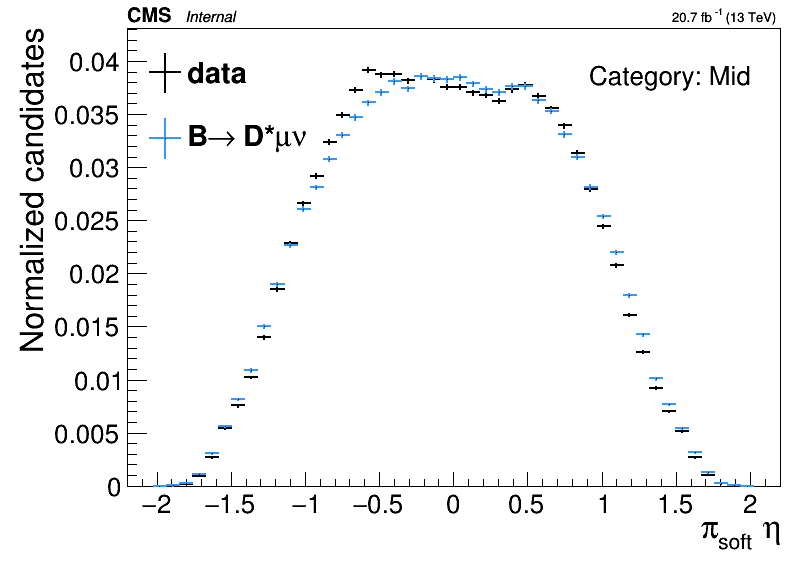 CMS Internal 20.7 fb⁻¹ (13 TeV)
Normalized candidates
0.04
0.035
0.03
0.025
0.02
0.015
0.01
0.005
0
data
B→ D*μν
Category: Mid
−2 −1.5 −1 −0.5 0 0.5 1 1.5 2
π_soft η